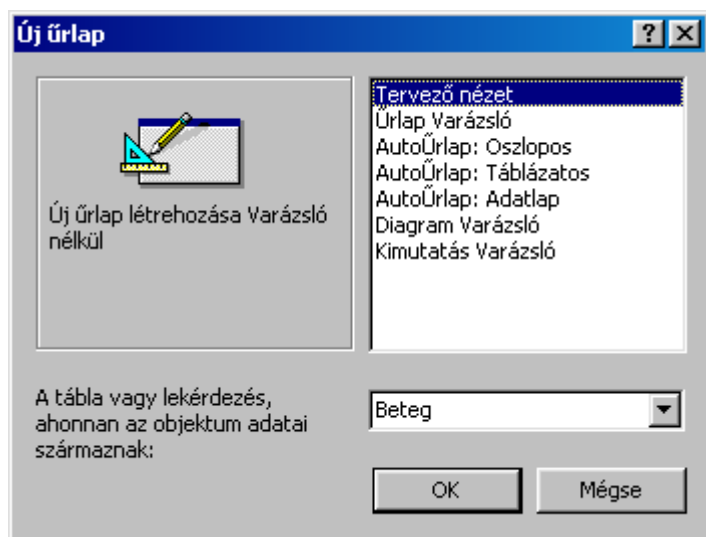 Új űrlap
Új űrlap létrehozása Varázsló
nélkül
Tervező nézet
Űrlap Varázsló
AutoŰrlap: Oszlopos
AutoŰrlap: Táblázatos
AutoŰrlap: Adatlap
Diagram Varázsló
Kimutatás Varázsló
A tábla vagy lekérdezés,
ahonnan az objektum adatai
származnak:
Beteg
OK
Mégse